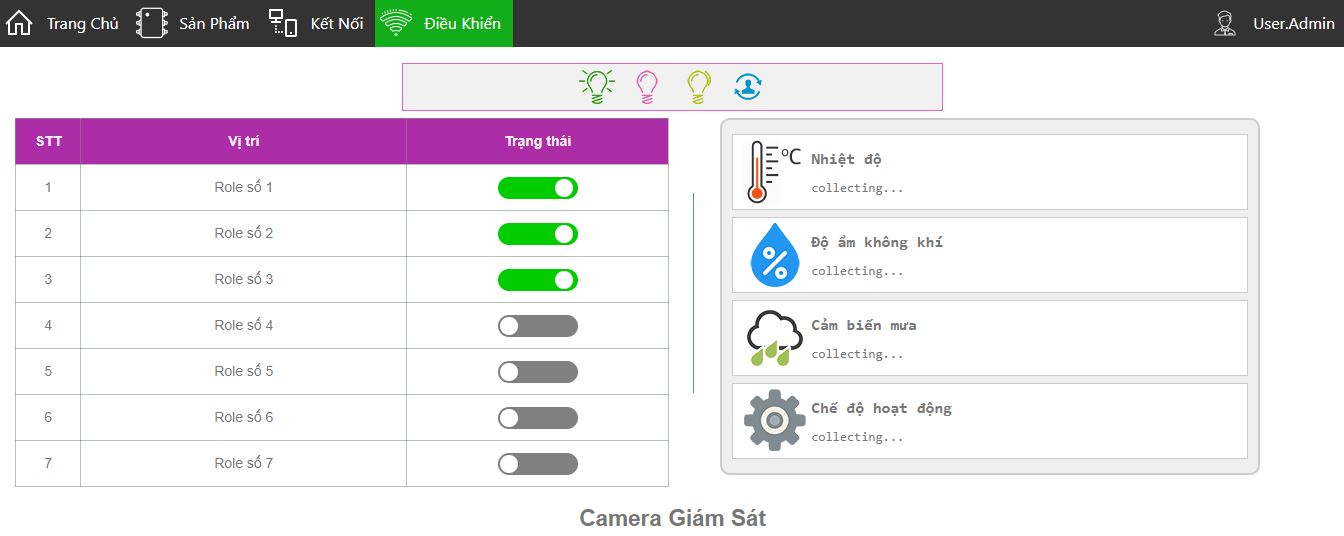 Trang Chủ Sản Phẩm Kết Nối Điều Khiển User.Admin
STT Vị trí Trạng thái
1 Role số 1
2 Role số 2
3 Role số 3
4 Role số 4
5 Role số 5
6 Role số 6
7 Role số 7
°C
Nhiệt độ
collecting...
%
Độ ẩm không khí
collecting...
Cảm biến mưa
collecting...
Chế độ hoạt động
collecting...
Camera Giám Sát